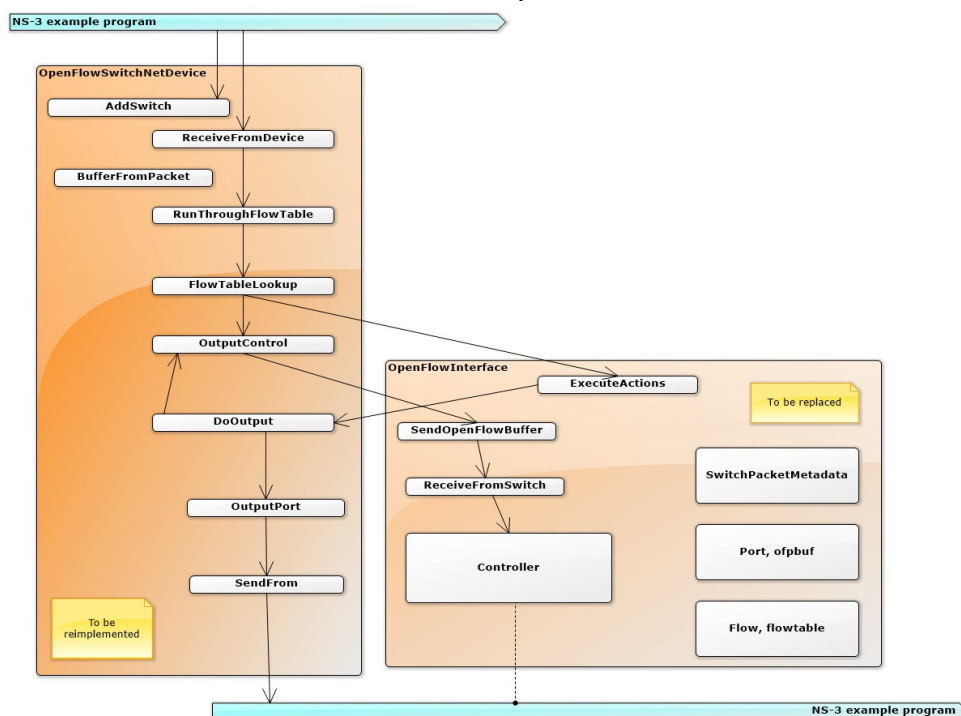 NS-3 example program
OpenFlowSwitchNetDevice
AddSwitch
ReceiveFromDevice
BufferFromPacket
RunThroughFlowTable
FlowTableLookup
OutputControl
DoOutput
OutputPort
SendFrom
To be
reimplemented
OpenFlowInterface
ExecuteActions
To be replaced
SendOpenFlowBuffer
SwitchPacketMetadata
ReceiveFromSwitch
Port, ofpbuf
Controller
Flow, flowtable
NS-3 example program